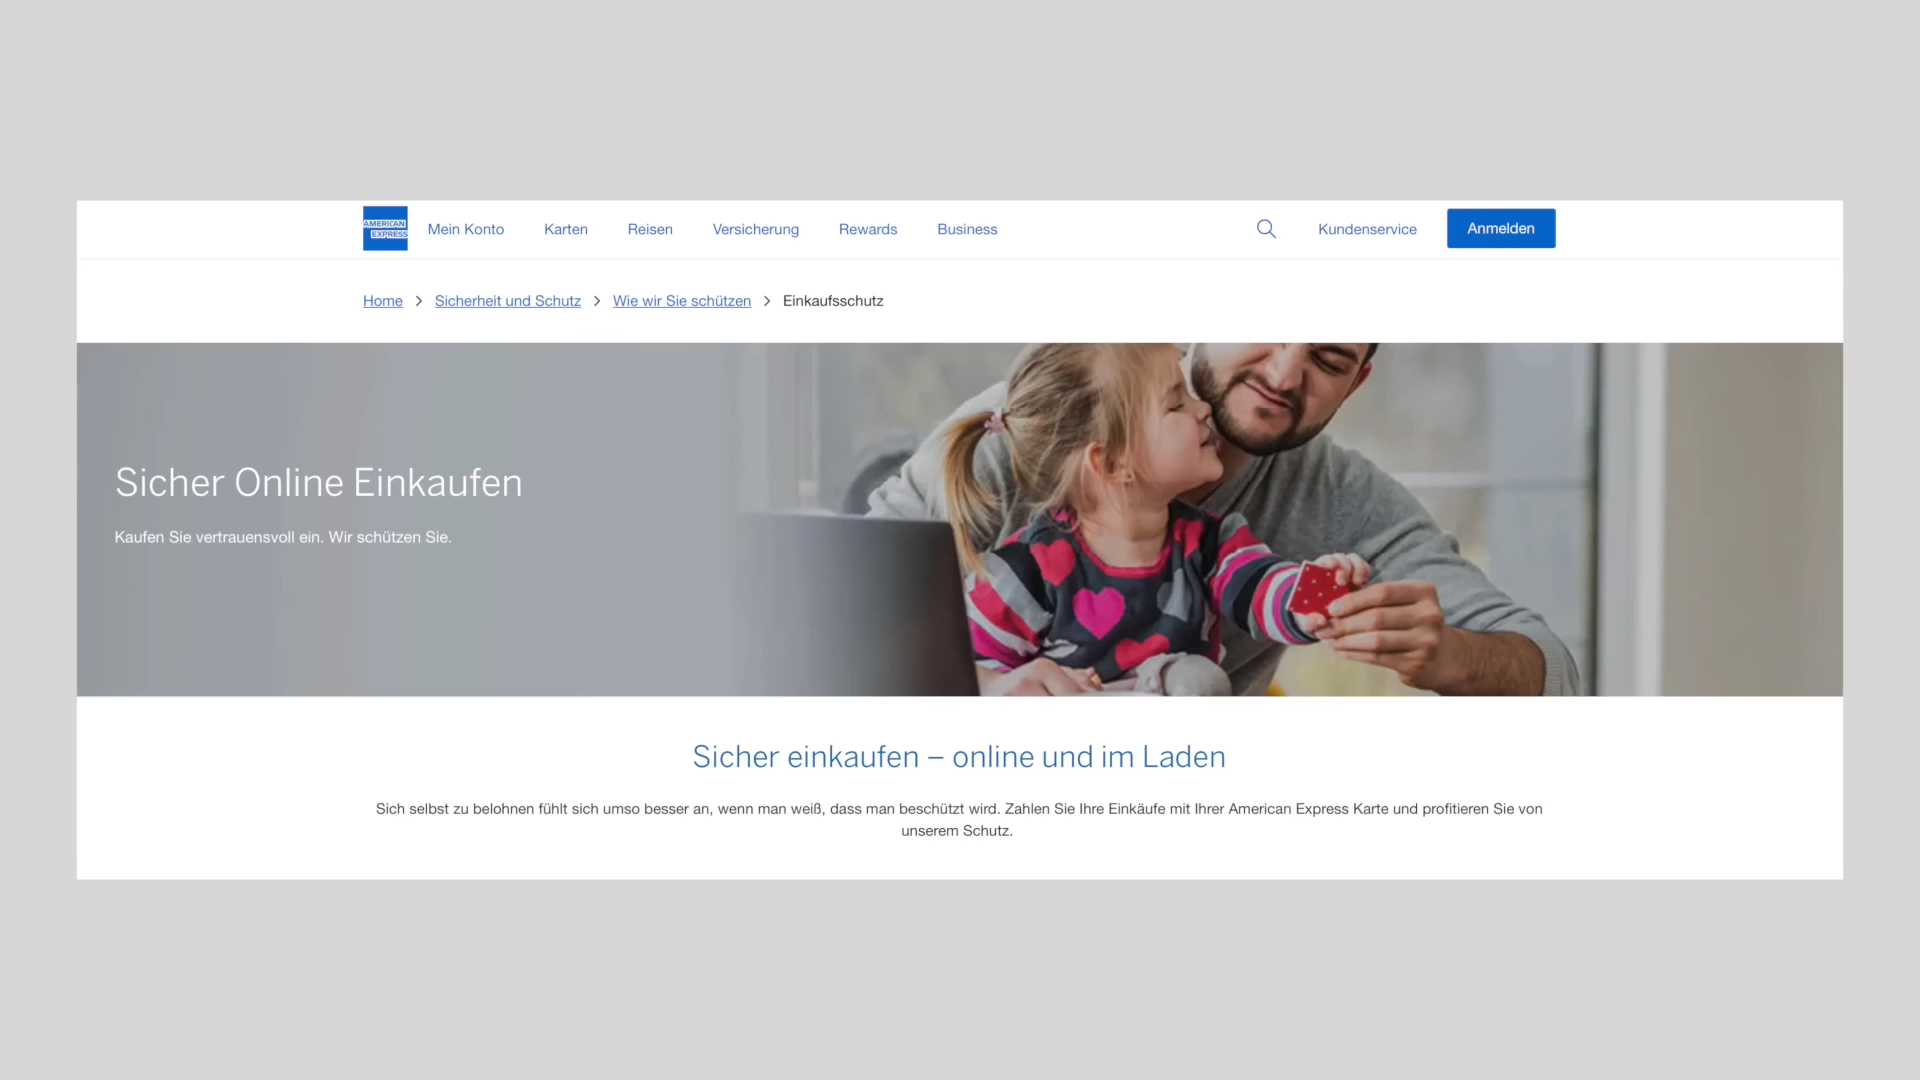 AMERICAN
EXPRESS
Mein Konto Karten Reisen Versicherung Rewards Business Kundenservice Anmelden
Home > Sicherheit und Schutz > Wie wir Sie schützen > Einkaufsschutz
Sicher Online Einkaufen
Kaufen Sie vertrauensvoll ein. Wir schützen Sie.
Sicher einkaufen – online und im Laden
Sich selbst zu belohnen fühlt sich umso besser an, wenn man weiß, dass man beschützt wird. Zahlen Sie Ihre Einkäufe mit Ihrer American Express Karte und profitieren Sie von
unserem Schutz.